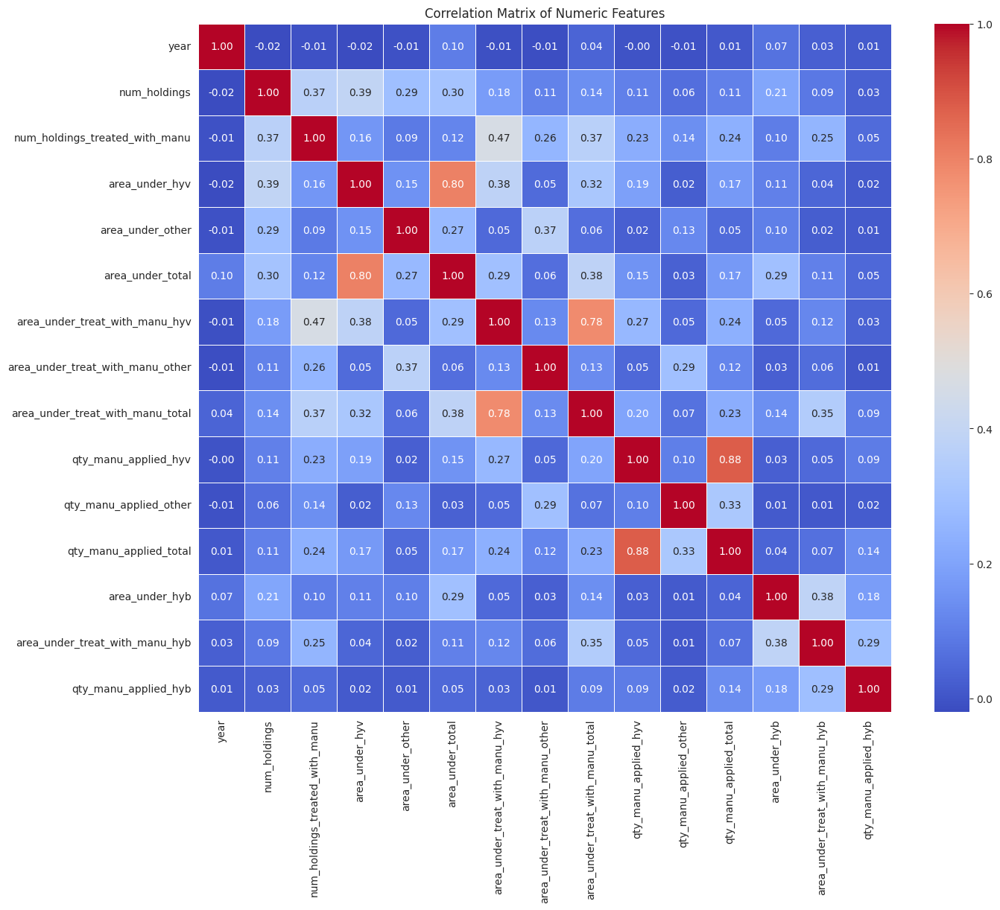 Correlation Matrix of Numeric Features
year 1.00 -0.02 -0.01 -0.02 -0.01 0.10 -0.01 -0.01 0.04 -0.00 -0.01 0.01 0.07 0.03 0.01
num_holdings -0.02 1.00 0.37 0.39 0.29 0.30 0.18 0.11 0.14 0.11 0.06 0.11 0.21 0.09 0.03
num_holdings_treated_with_manu -0.01 0.37 1.00 0.16 0.09 0.12 0.47 0.26 0.37 0.23 0.14 0.24 0.10 0.25 0.05
area_under_hyv -0.02 0.39 0.16 1.00 0.15 0.80 0.38 0.05 0.32 0.19 0.02 0.17 0.11 0.04 0.02
area_under_other -0.01 0.29 0.09 0.15 1.00 0.27 0.05 0.37 0.06 0.02 0.13 0.05 0.10 0.02 0.01
area_under_total 0.10 0.30 0.12 0.80 0.27 1.00 0.29 0.06 0.38 0.15 0.03 0.17 0.29 0.11 0.05
area_under_treat_with_manu_hyv -0.01 0.18 0.47 0.38 0.05 0.29 1.00 0.13 0.78 0.27 0.05 0.24 0.05 0.12 0.03
area_under_treat_with_manu_other -0.01 0.11 0.26 0.05 0.37 0.06 0.13 1.00 0.13 0.05 0.29 0.12 0.03 0.06 0.01
area_under_treat_with_manu_total 0.04 0.14 0.37 0.32 0.06 0.38 0.78 0.13 1.00 0.20 0.07 0.23 0.14 0.35 0.09
qty_manu_applied_hyv -0.00 0.11 0.23 0.19 0.02 0.15 0.27 0.05 0.20 1.00 0.10 0.88 0.03 0.05 0.09
qty_manu_applied_other -0.01 0.06 0.14 0.02 0.13 0.03 0.05 0.29 0.07 0.10 1.00 0.33 0.01 0.01 0.02
qty_manu_applied_total 0.01 0.11 0.24 0.17 0.05 0.17 0.24 0.12 0.23 0.88 0.33 1.00 0.04 0.07 0.14
area_under_hyb 0.07 0.21 0.10 0.11 0.10 0.29 0.05 0.03 0.14 0.03 0.01 0.04 1.00 0.38 0.18
area_under_treat_with_manu_hyb 0.03 0.09 0.25 0.04 0.02 0.11 0.12 0.06 0.35 0.05 0.01 0.07 0.38 1.00 0.29
qty_manu_applied_hyb 0.01 0.03 0.05 0.02 0.01 0.05 0.03 0.01 0.09 0.09 0.02 0.14 0.18 0.29 1.00
year
num_holdings
num_holdings_treated_with_manu
area_under_hyv
area_under_other
area_under_total
area_under_treat_with_manu_hyv
area_under_treat_with_manu_other
area_under_treat_with_manu_total
qty_manu_applied_hyv
qty_manu_applied_other
qty_manu_applied_total
area_under_hyb
area_under_treat_with_manu_hyb
qty_manu_applied_hyb
1.0
0.8
0.6
0.4
0.2
0.0